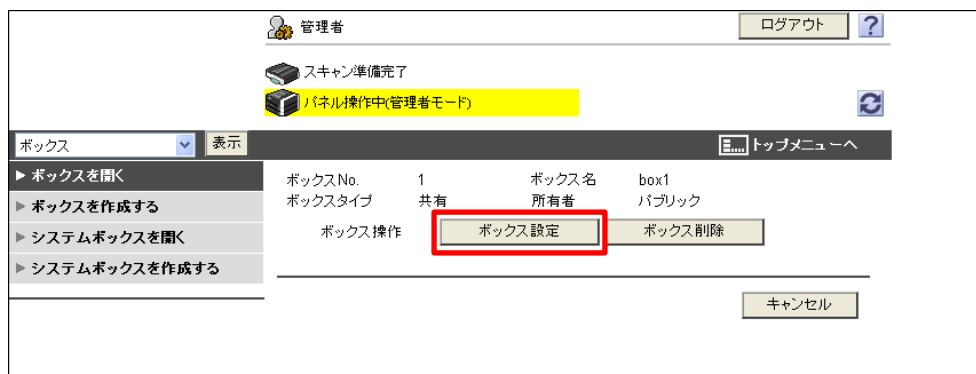 管理者
ログアウト
?
スキャン準備完了
パネル操作中(管理者モード)
ボックス
表示
トップメニューへ
ボックスを開く
ボックスを作成する
システムボックスを開く
システムボックスを作成する
ボックスNo. 1 ボックス名 box1
ボックスタイプ 共有 所有者 パブリック
ボックス操作 ボックス設定 ボックス削除
キャンセル